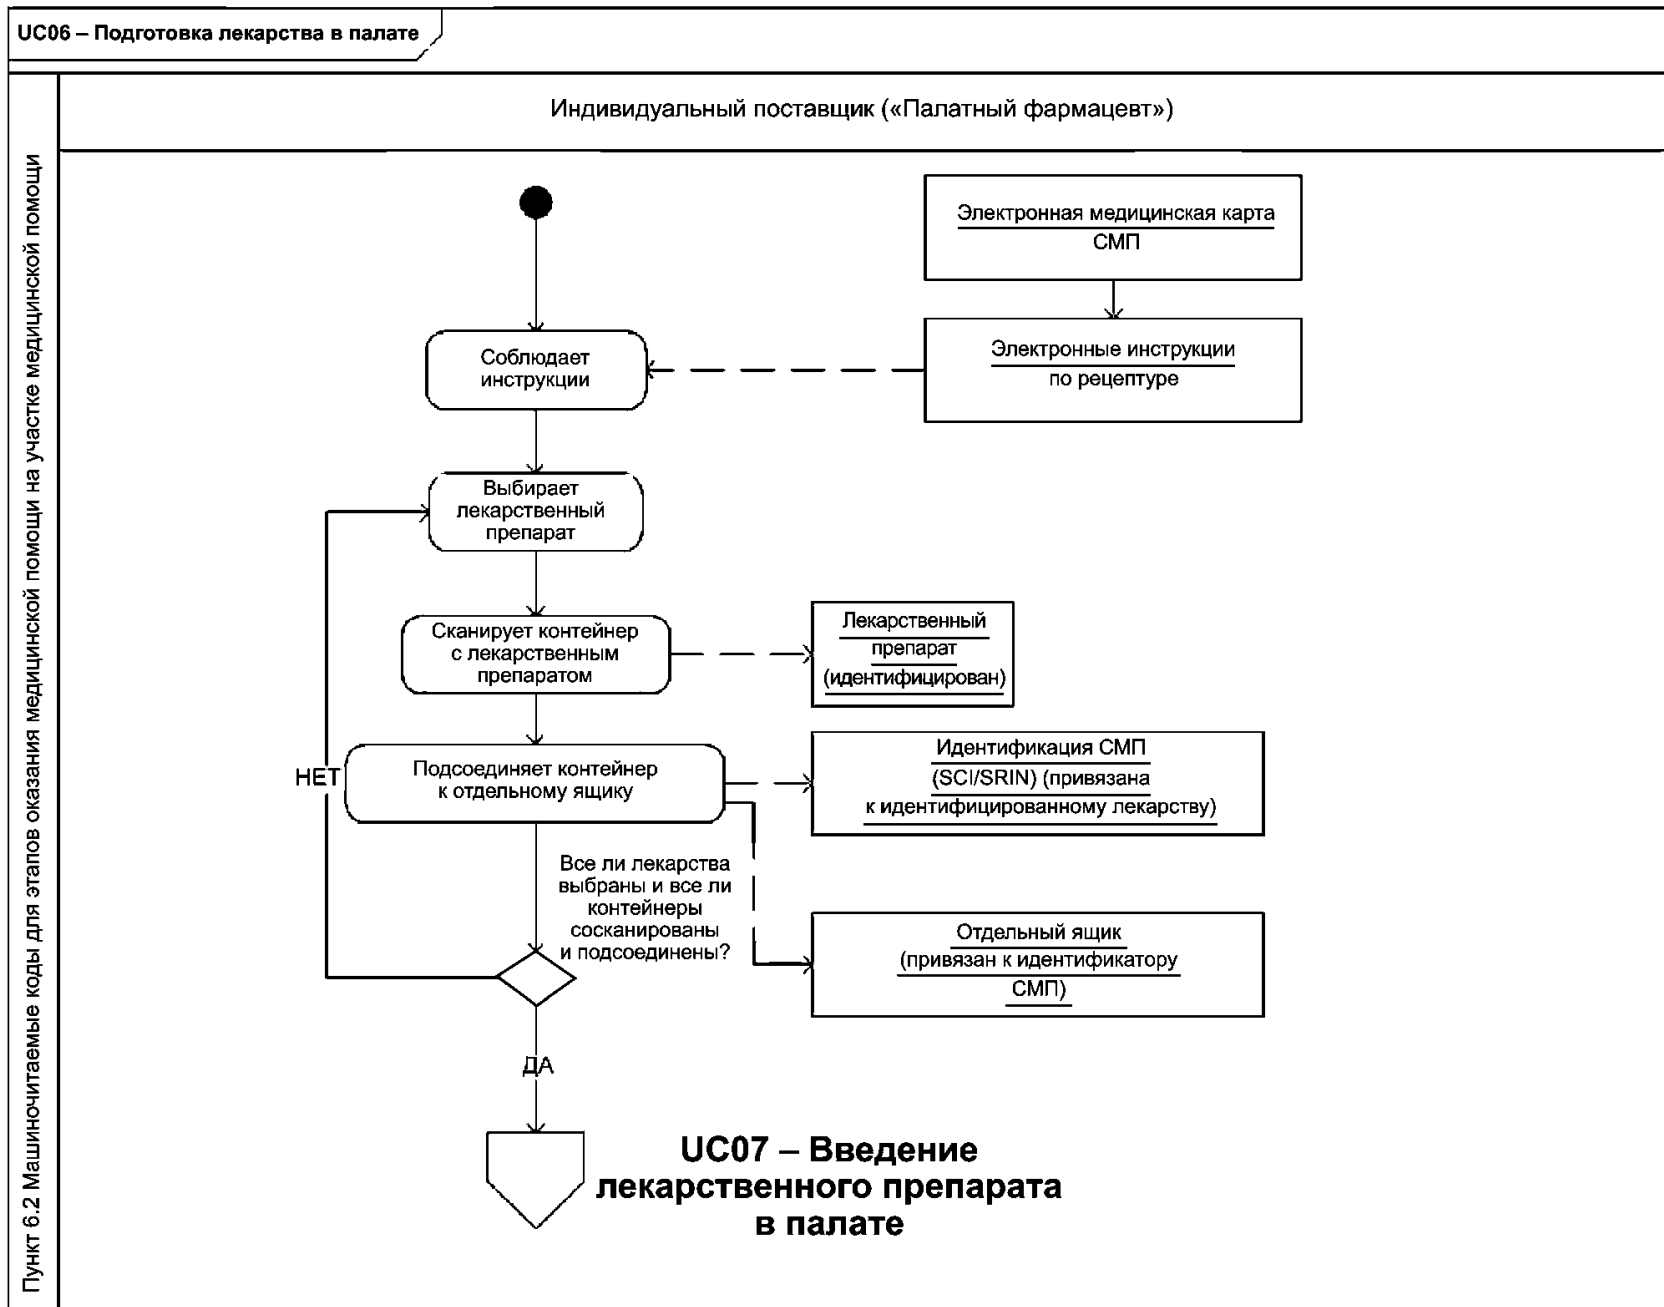 UC06 – Подготовка лекарства в палате
Индивидуальный поставщик («Палатный фармацевт»)
Пункт 6.2 Машиночитаемые коды для этапов оказания медицинской помощи на участке медицинской помощи
Электронная медицинская карта
СМП
Соблюдает
инструкции
Электронные инструкции
по рецептуре
Выбирает
лекарственный
препарат
Сканирует контейнер
с лекарственным
препаратом
Лекарственный
препарат
(идентифицирован)
НЕТ
Подсоединяет контейнер
к отдельному ящику
Идентификация СМП
(SCI/SRIN) (привязана
к идентифицированному лекарству)
Все ли лекарства
выбраны и все ли
контейнеры
сосканированы
и подсоединены?
Отдельный ящик
(привязан к идентификатору
СМП)
ДА
UC07 – Введение
лекарственного препарата
в палате